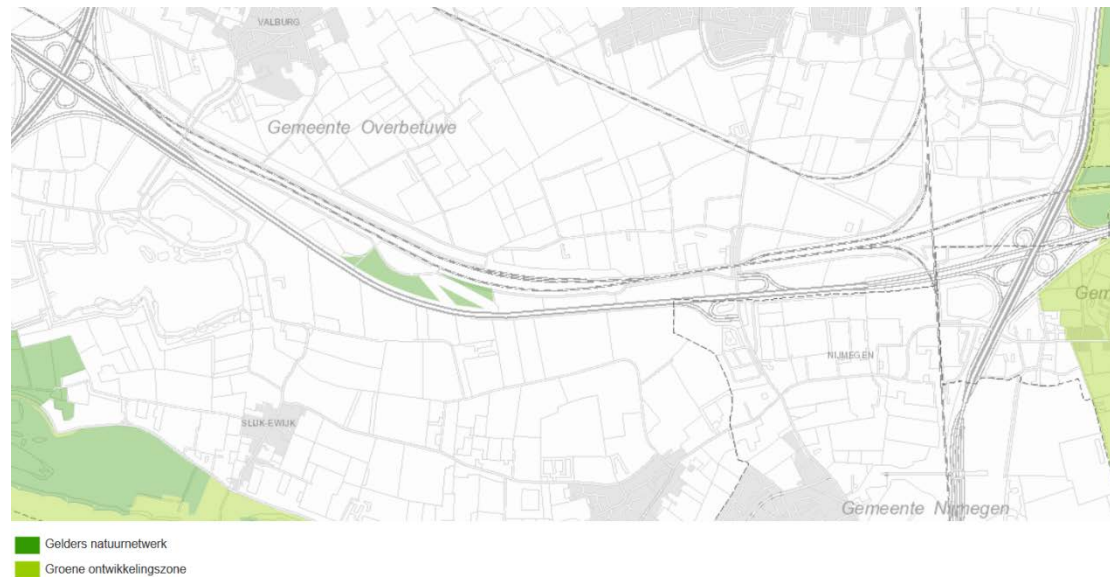 VALBURG
Gemeente Overbetuwe
Gem
NIJMEGEN
SLIJK-EWIJK
Gemeente Nijmegen
Gelders natuurnetwerk
Groene ontwikkelingszone